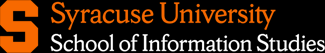 S Syracuse University
School of Information Studies